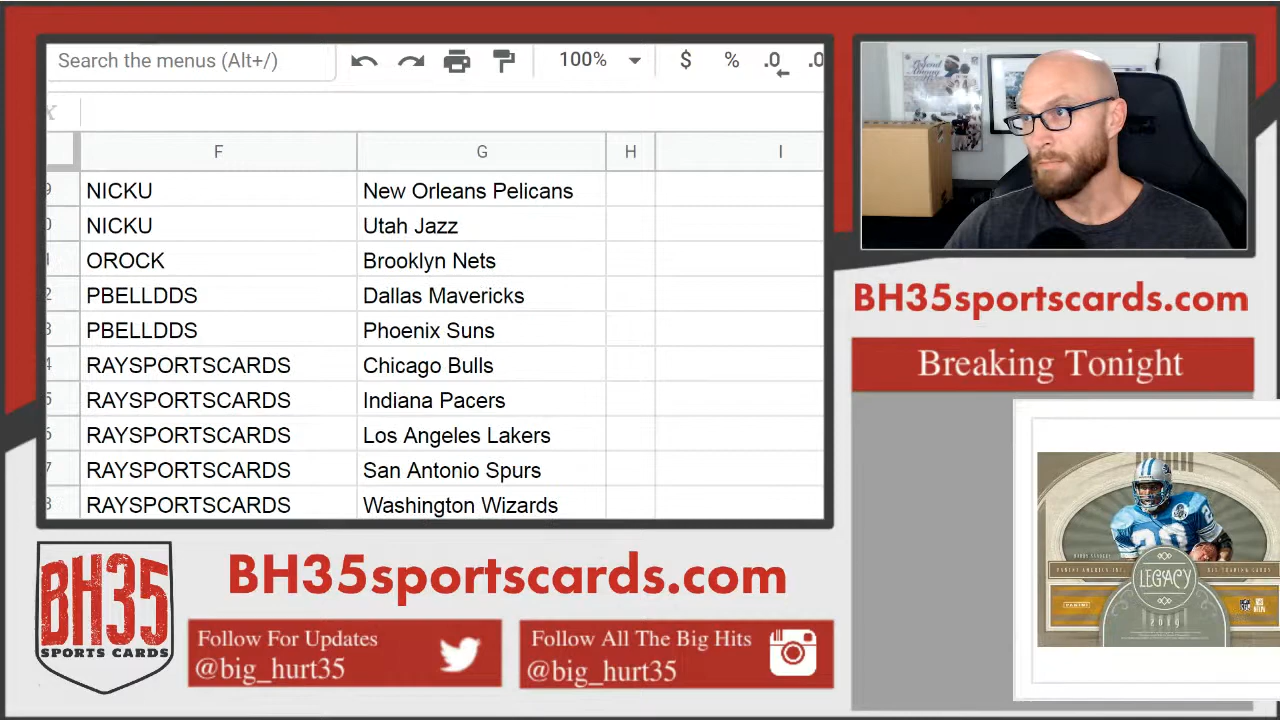 Search the menus (Alt+/)
100%
$ % .0 .0
F G H I
NICKU New Orleans Pelicans
NICKU Utah Jazz
OROCK Brooklyn Nets
PBELLDDS Dallas Mavericks
PBELLDDS Phoenix Suns
RAYSPORTSCARDS Chicago Bulls
RAYSPORTSCARDS Indiana Pacers
RAYSPORTSCARDS Los Angeles Lakers
RAYSPORTSCARDS San Antonio Spurs
RAYSPORTSCARDS Washington Wizards
BH35
SPORTS CARDS
BH35sportscards.com
Follow For Updates
@big_hurt35
Follow All The Big Hits
@big_hurt35
BH35sportscards.com
Breaking Tonight
LEGACY
PANINI